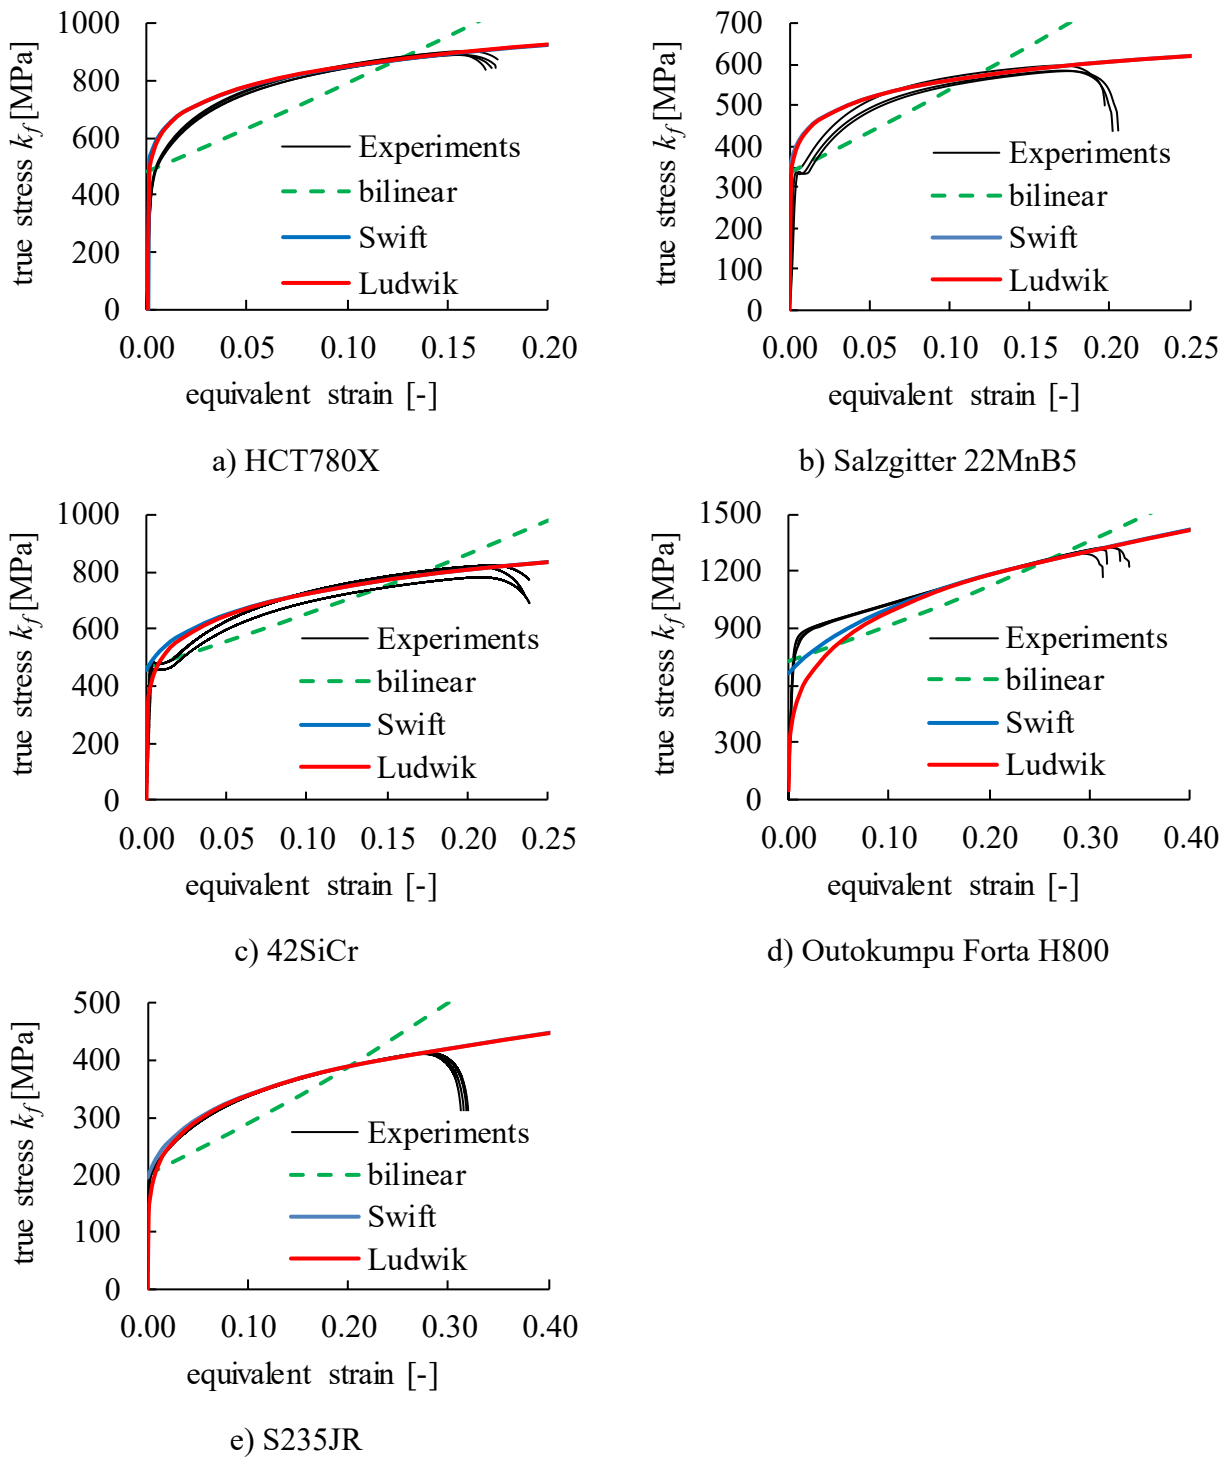 true stress k_f [MPa]
1000
800
600
400
200
0
Experiments
bilinear
Swift
Ludwik
0.00 0.05 0.10 0.15 0.20
equivalent strain [-]
a) HCT780X
true stress k_f [MPa]
700
600
500
400
300
200
100
0
Experiments
bilinear
Swift
Ludwik
0.00 0.05 0.10 0.15 0.20 0.25
equivalent strain [-]
b) Salzgitter 22MnB5
true stress k_f [MPa]
1000
800
600
400
200
0
Experiments
bilinear
Swift
Ludwik
0.00 0.05 0.10 0.15 0.20 0.25
equivalent strain [-]
c) 42SiCr
true stress k_f [MPa]
1500
1200
900
600
300
0
Experiments
bilinear
Swift
Ludwik
0.00 0.10 0.20 0.30 0.40
equivalent strain [-]
d) Outokumpu Forta H800
true stress k_f [MPa]
500
400
300
200
100
0
Experiments
bilinear
Swift
Ludwik
0.00 0.10 0.20 0.30 0.40
equivalent strain [-]
e) S235JR